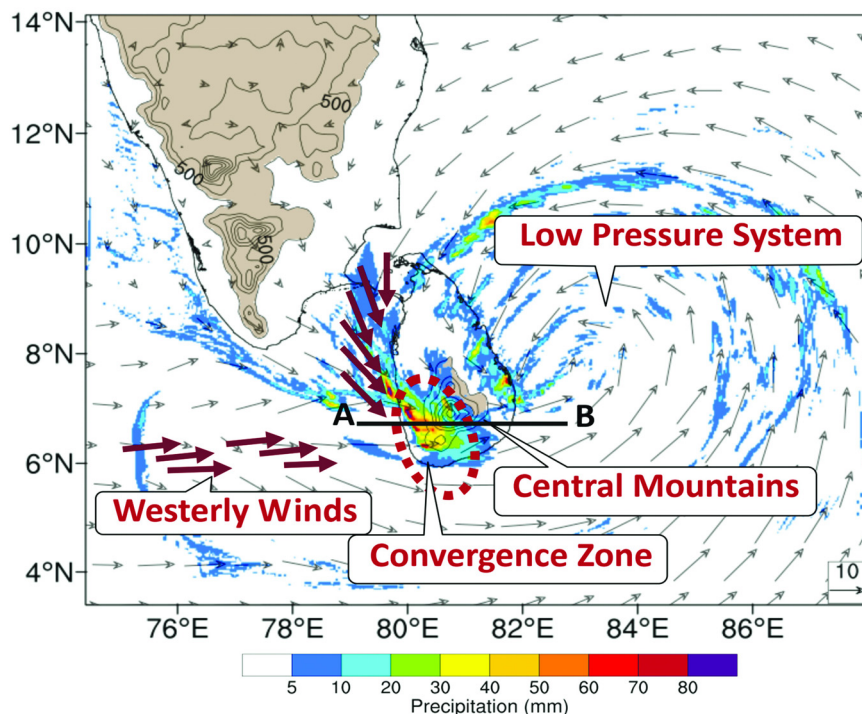 14°N
12°N
10°N
8°N
6°N
4°N
500
500
500
Low Pressure System
A
B
Westerly Winds
Central Mountains
Convergence Zone
10
76°E 78°E 80°E 82°E 84°E 86°E
5 10 20 30 40 50 60 70 80
Precipitation (mm)